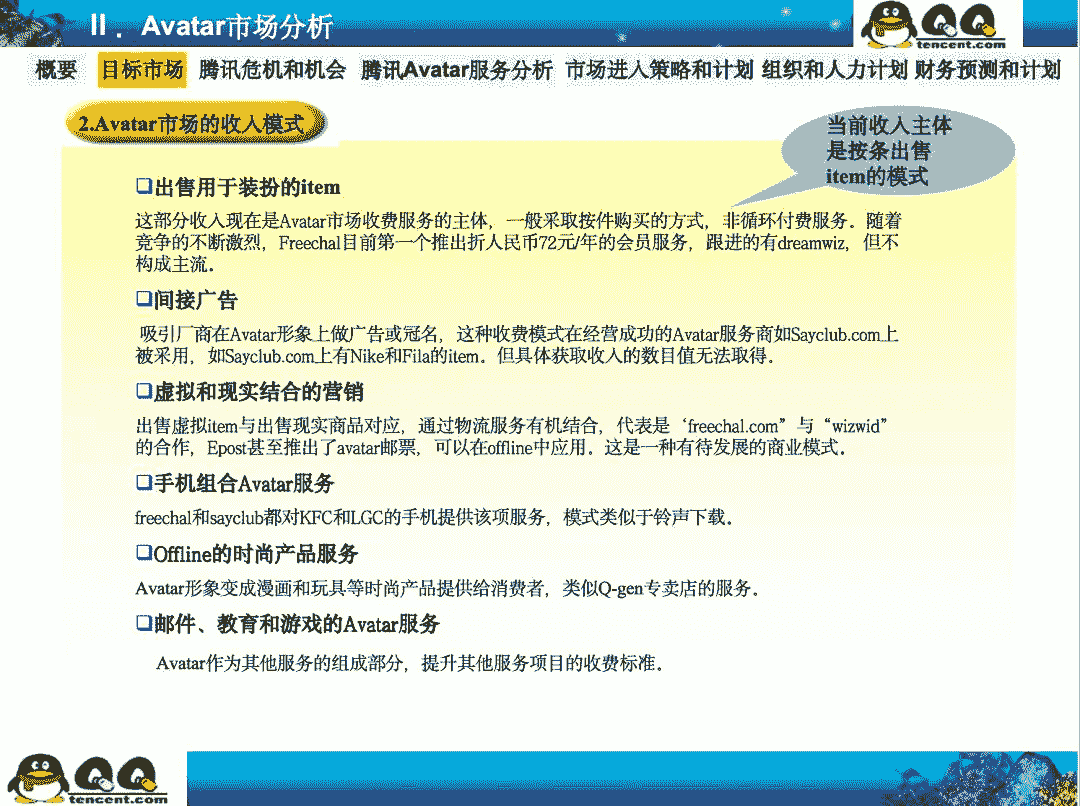 II．Avatar市场分析
QQ
tencent.com
概要 目标市场 腾讯危机和机会 腾讯Avatar服务分析 市场进入策略和计划 组织和人力计划 财务预测和计划
2.Avatar市场的收入模式
当前收入主体
是按条出售
item的模式
❑出售用于装扮的item
这部分收入现在是Avatar市场收费服务的主体，一般采取按件购买的方式，非循环付费服务。随着
竞争的不断激烈，Freechal目前第一个推出折人民币72元/年的会员服务，跟进的有dreamwiz，但不
构成主流。
❑间接广告
吸引厂商在Avatar形象上做广告或冠名，这种收费模式在经营成功的Avatar服务商如Sayclub.com上
被采用，如Sayclub.com上有Nike和Fila的item。但具体获取收入的数目值无法取得。
❑虚拟和现实结合的营销
出售虚拟item与出售现实商品对应，通过物流服务有机结合，代表是‘freechal.com”与“wizwid”
的合作，Epost甚至推出了avatar邮票，可以在offline中应用。这是一种有待发展的商业模式。
❑手机组合Avatar服务
freechal和sayclub都对KFC和LGC的手机提供该项服务，模式类似于铃声下载。
❑Offline的时尚产品服务
Avatar形象变成漫画和玩具等时尚产品提供给消费者，类似Q-gen专卖店的服务。
❑邮件、教育和游戏的Avatar服务
Avatar作为其他服务的组成部分，提升其他服务项目的收费标准。
QQ
tencent.com